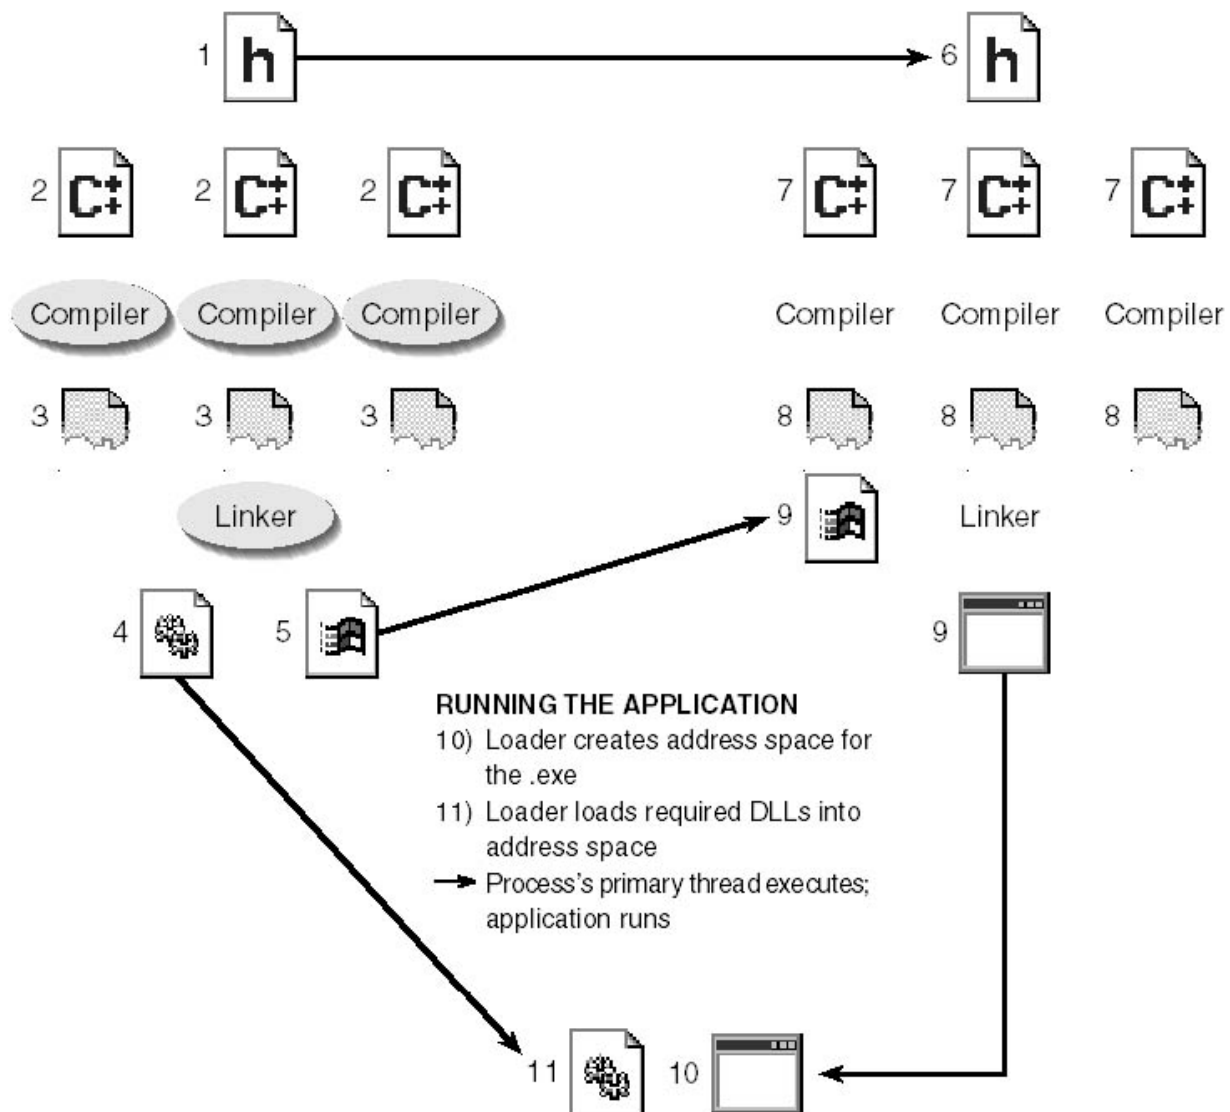 1 h 6 h
2 C++ 2 C++ 2 C++ 7 C++ 7 C++ 7 C++
Compiler Compiler Compiler Compiler Compiler Compiler
3 3 3 8 8 8
Linker 9 Linker
4 5 9
RUNNING THE APPLICATION
10) Loader creates address space for
the .exe
11) Loader loads required DLLs into
address space
Process's primary thread executes;
application runs
11 10